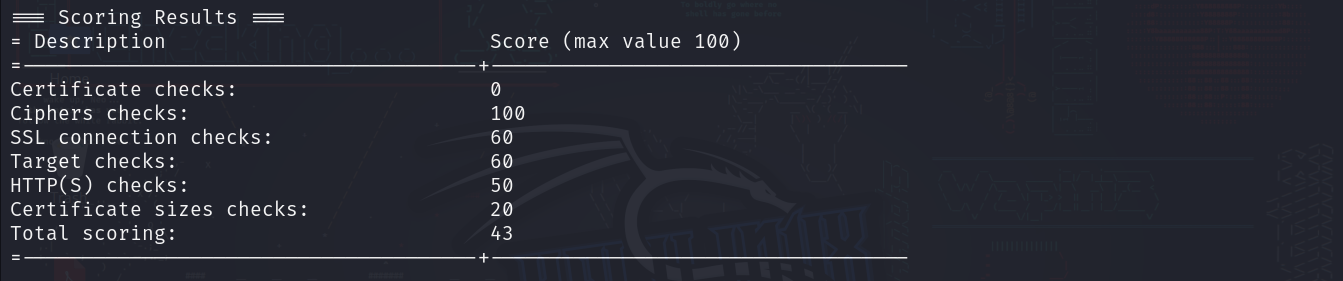 === Scoring Results ===
= Description Score (max value 100)
=--------------------------------------+-----------------------------------
Certificate checks: 0
Ciphers checks: 100
SSL connection checks: 60
Target checks: 60
HTTP(S) checks: 50
Certificate sizes checks: 20
Total scoring: 43
=--------------------------------------+-----------------------------------